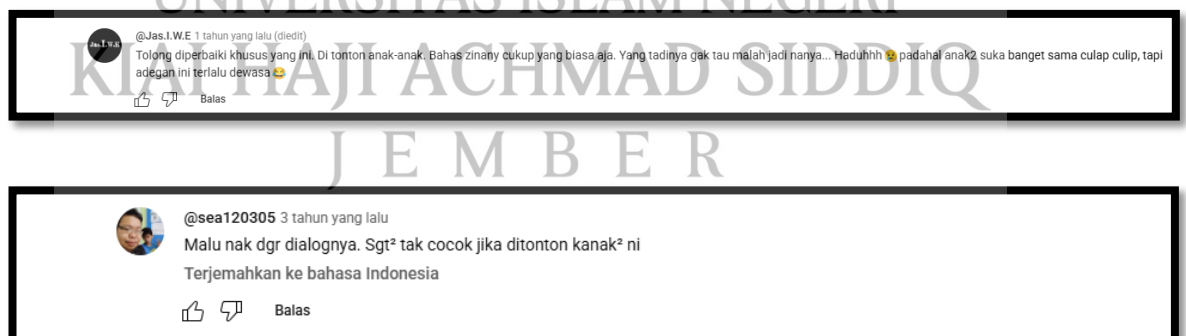 UNIVERSITAS ISLAM NEGERI
@Jas.I.W.E 1 tahun yang lalu (diedit)
Tolong diperbaiki khusus yang ini. Di tonton anak-anak. Bahas zinany cukup yang biasa aja. Yang tadinya gak tau malah jadi nanya... Haduhhh 😥 padahal anak2 suka banget sama culap culip, tapi
adegan ini terlalu dewasa 😂
Balas
KIAI HAJI ACHMAD SIDDIQ
JEMBER
@sea120305 3 tahun yang lalu
Malu nak dgr dialognya. Sgt² tak cocok jika ditonton kanak² ni
Terjemahkan ke bahasa Indonesia
Balas